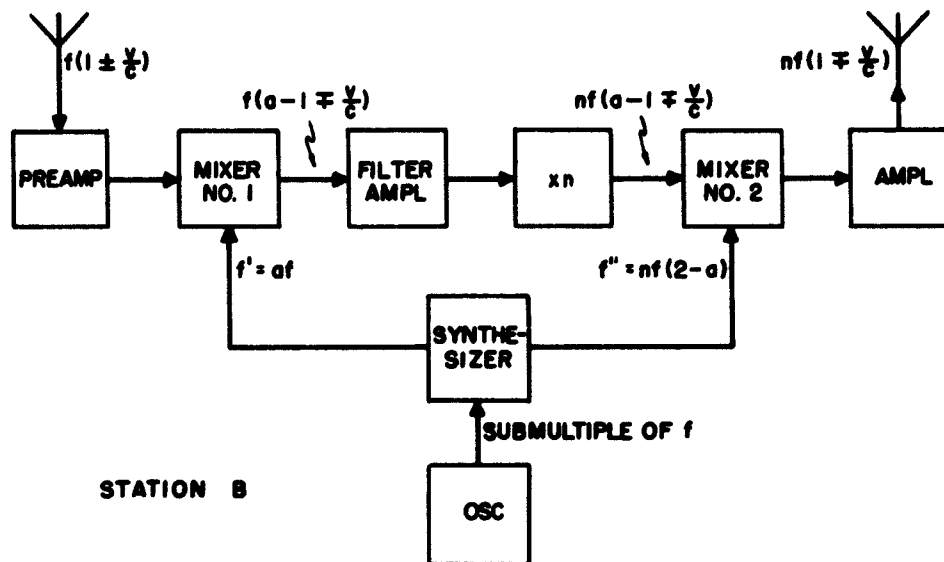 f(1 ± v/c)
nf(1 ∓ v/c)
f(a-1 ∓ v/c)
nf(a-1 ∓ v/c)
PREAMP
MIXER
NO. 1
FILTER
AMPL
xn
MIXER
NO. 2
AMPL
f' = af
f" = nf(2-a)
SYNTHE-
SIZER
SUBMULTIPLE OF f
STATION B
OSC